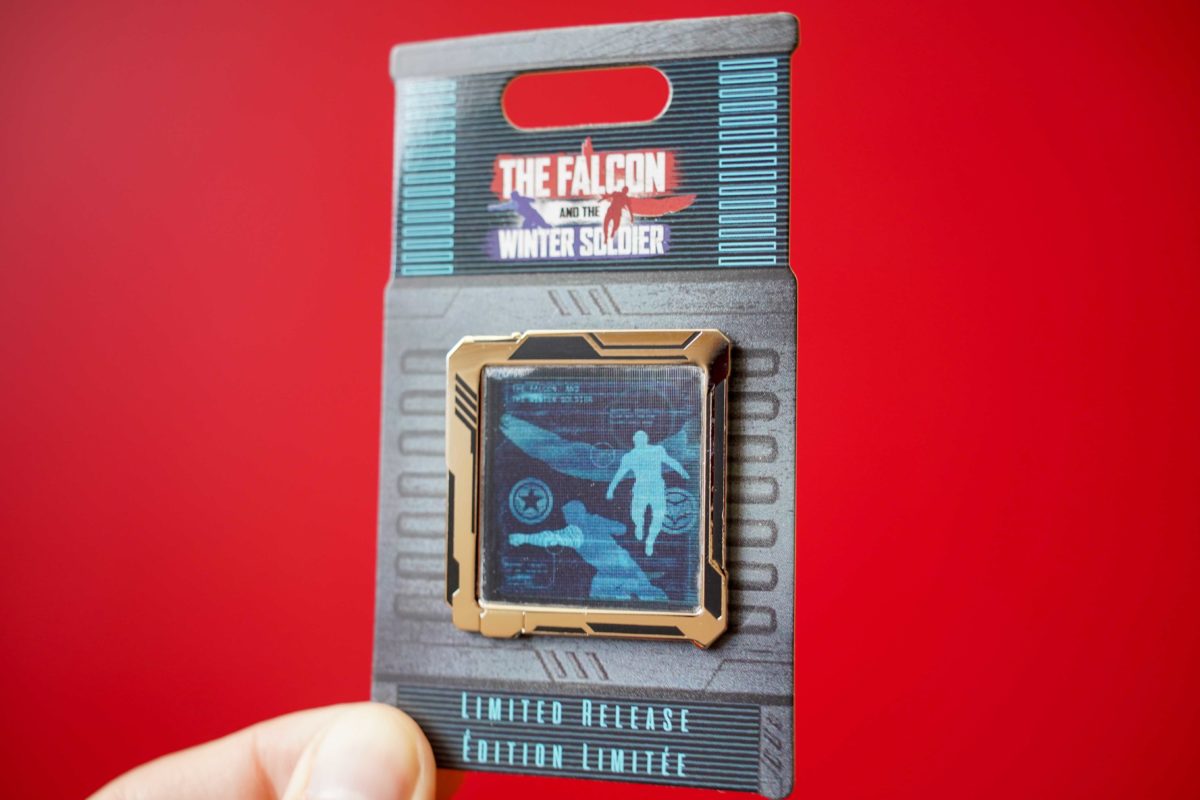 THE FALCON
AND THE
WINTER SOLDIER
THE FALCON AND
THE WINTER SOLDIER
LIMITED RELEASE
ÉDITION LIMITÉE